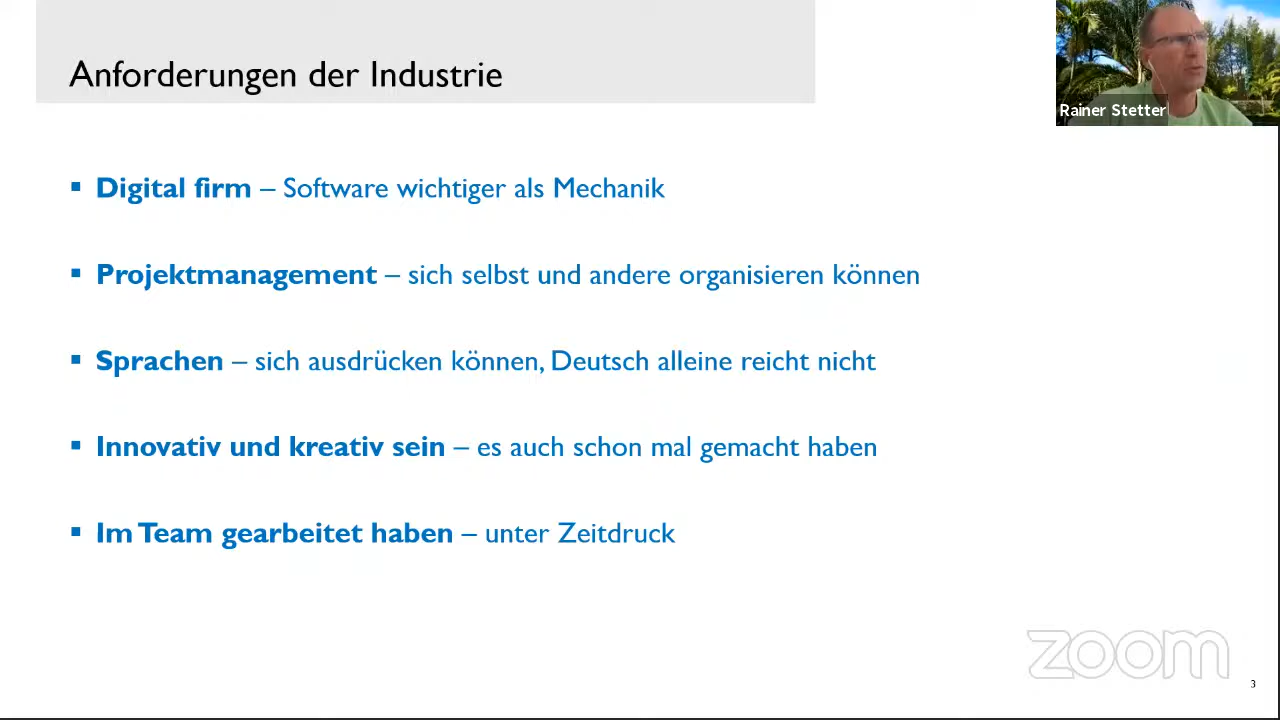 Anforderungen der Industrie
Rainer Stetter
▪ Digital firm – Software wichtiger als Mechanik
▪ Projektmanagement – sich selbst und andere organisieren können
▪ Sprachen – sich ausdrücken können, Deutsch alleine reicht nicht
▪ Innovativ und kreativ sein – es auch schon mal gemacht haben
▪ Im Team gearbeitet haben – unter Zeitdruck
zoom
3